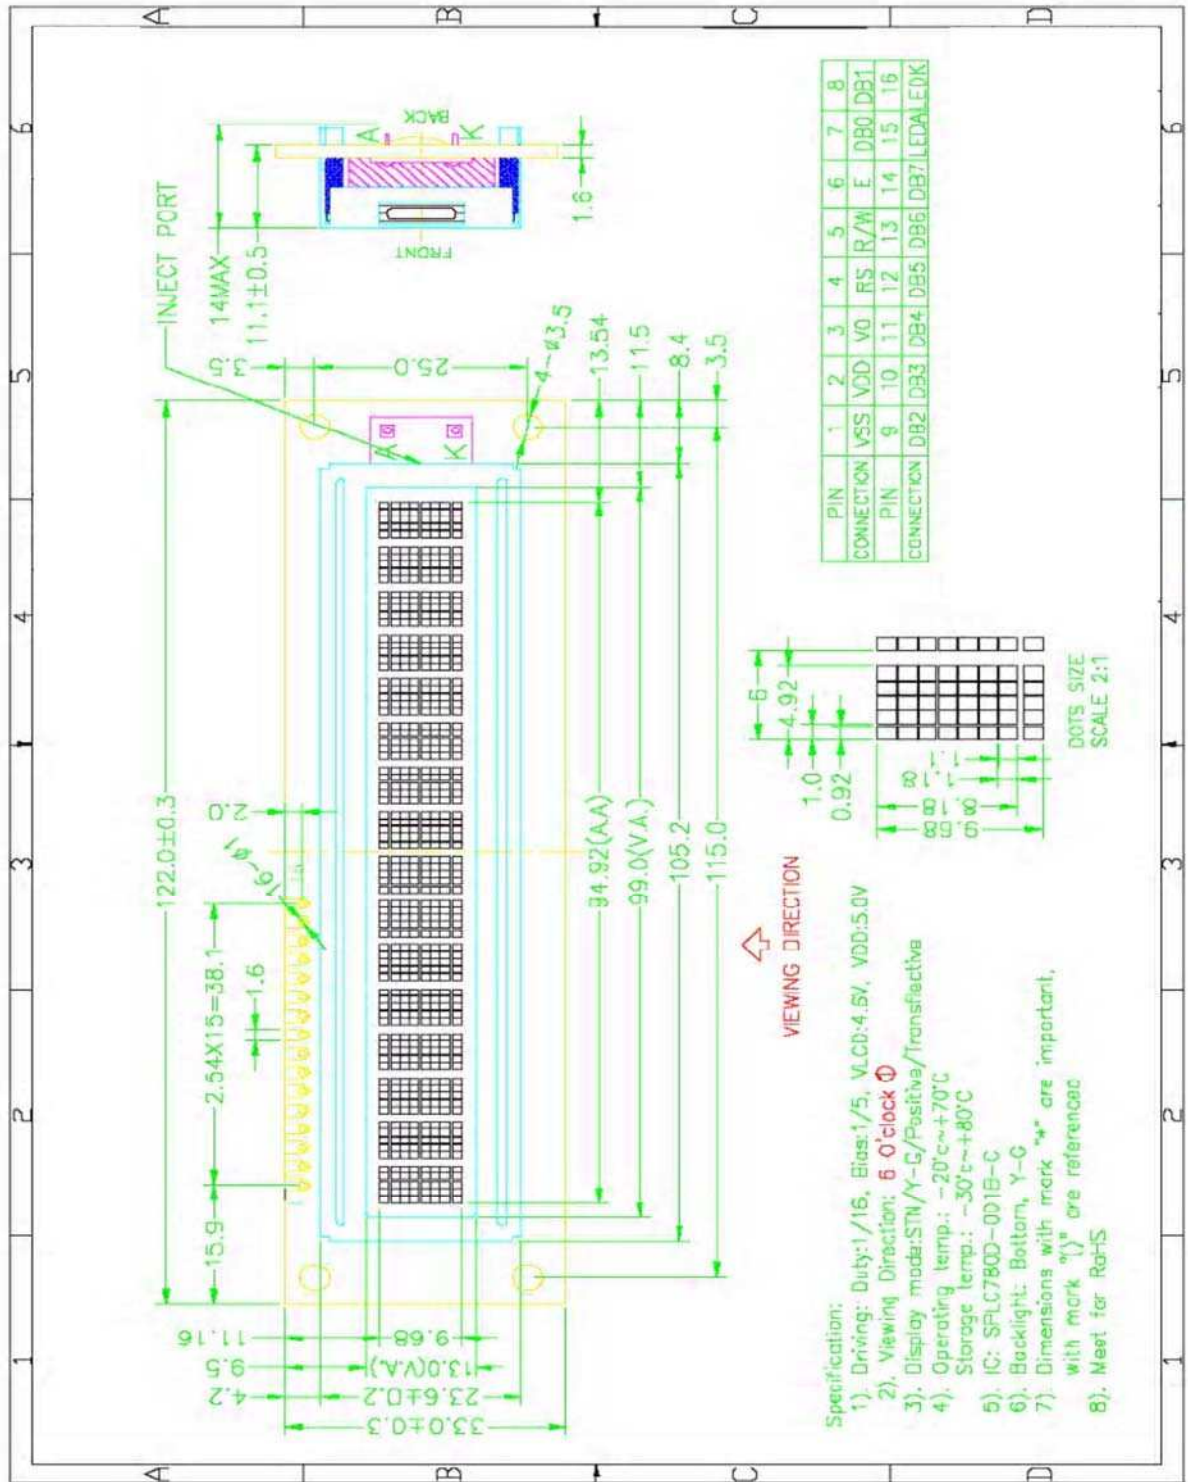 1 2 3 4 5 6
A
B
C
D
122.0±0.3
15.9
2.54X15=38.1
1.6
2.0
16-ø1
INJECT PORT
14MAX
11.1±0.5
3.5
25.0
4-ø3.5
A
K
FRONT
BACK
A
K
1.6
11.16
9.5
4.2
9.68
13.0(V.A.)
23.6±0.2
33.0±0.3
94.92(A.A)
13.54
99.0(V.A.)
11.5
105.2
8.4
115.0
3.5
VIEWING DIRECTION
6
4.92
1.0
0.92
DOTS SIZE
SCALE 2:1
PIN 1 2 3 4 5 6 7 8
CONNECTION VSS VDD VO RS R/W E DB0 DB1
PIN 9 10 11 12 13 14 15 16
CONNECTION DB2 DB3 DB4 DB5 DB6 DB7 LEDA LEDK
Specification:
1). Driving: Duty:1/16, Bias:1/5, VLCD:4.6V, VDD:5.0V
2). Viewing Direction: 6 O'clock ①
3). Display mode:STN/Y-G/Positive/Transflective
4). Operating temp.: -20℃~+70℃
Storage temp.: -30℃~+80℃
5). IC: SPLC780D-001B-C
6). Backlight: Bottom, Y-G
7). Dimensions with mark "*" are important,
with mark "()" are referenced
8). Meet for RoHS
1 2 3 4 5 6
A
B
C
D